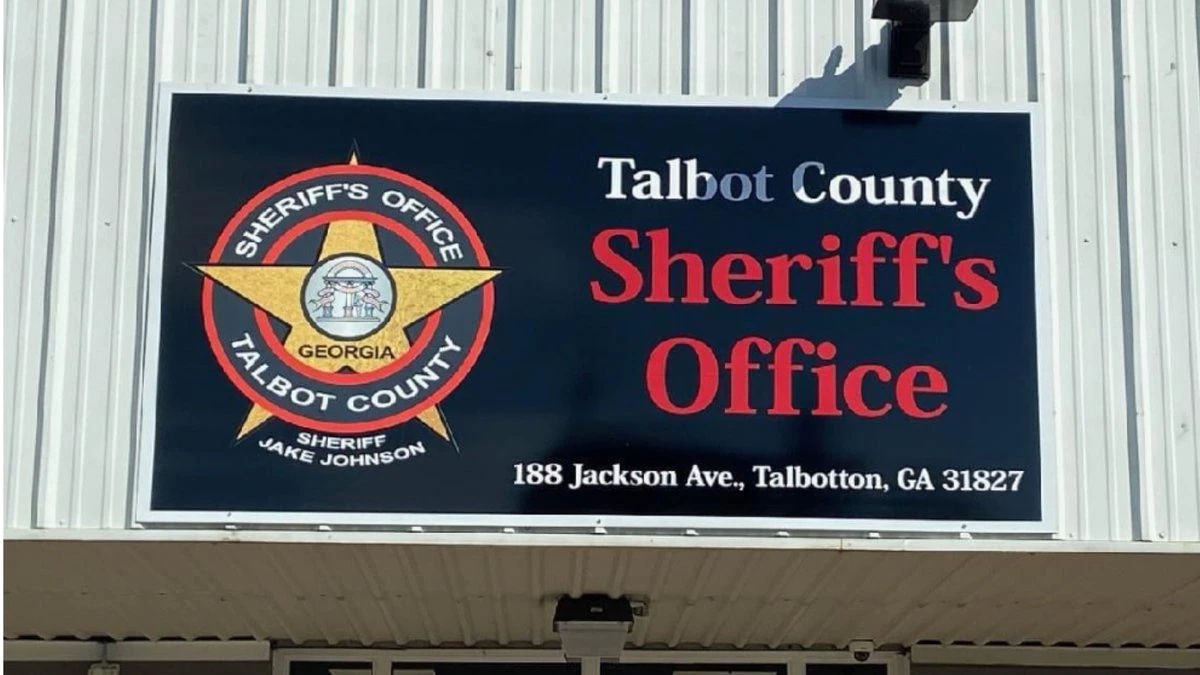 SHERIFF'S OFFICE
GEORGIA
TALBOT COUNTY
SHERIFF
JAKE JOHNSON
Talbot County
Sheriff's
Office
188 Jackson Ave., Talbotton, GA 31827